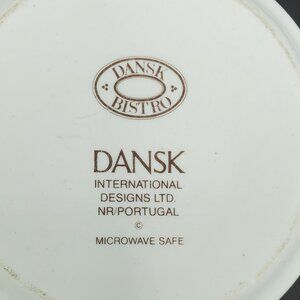 DANSK
BISTRO
DANSK
INTERNATIONAL
DESIGNS LTD.
NR/PORTUGAL
©
MICROWAVE SAFE